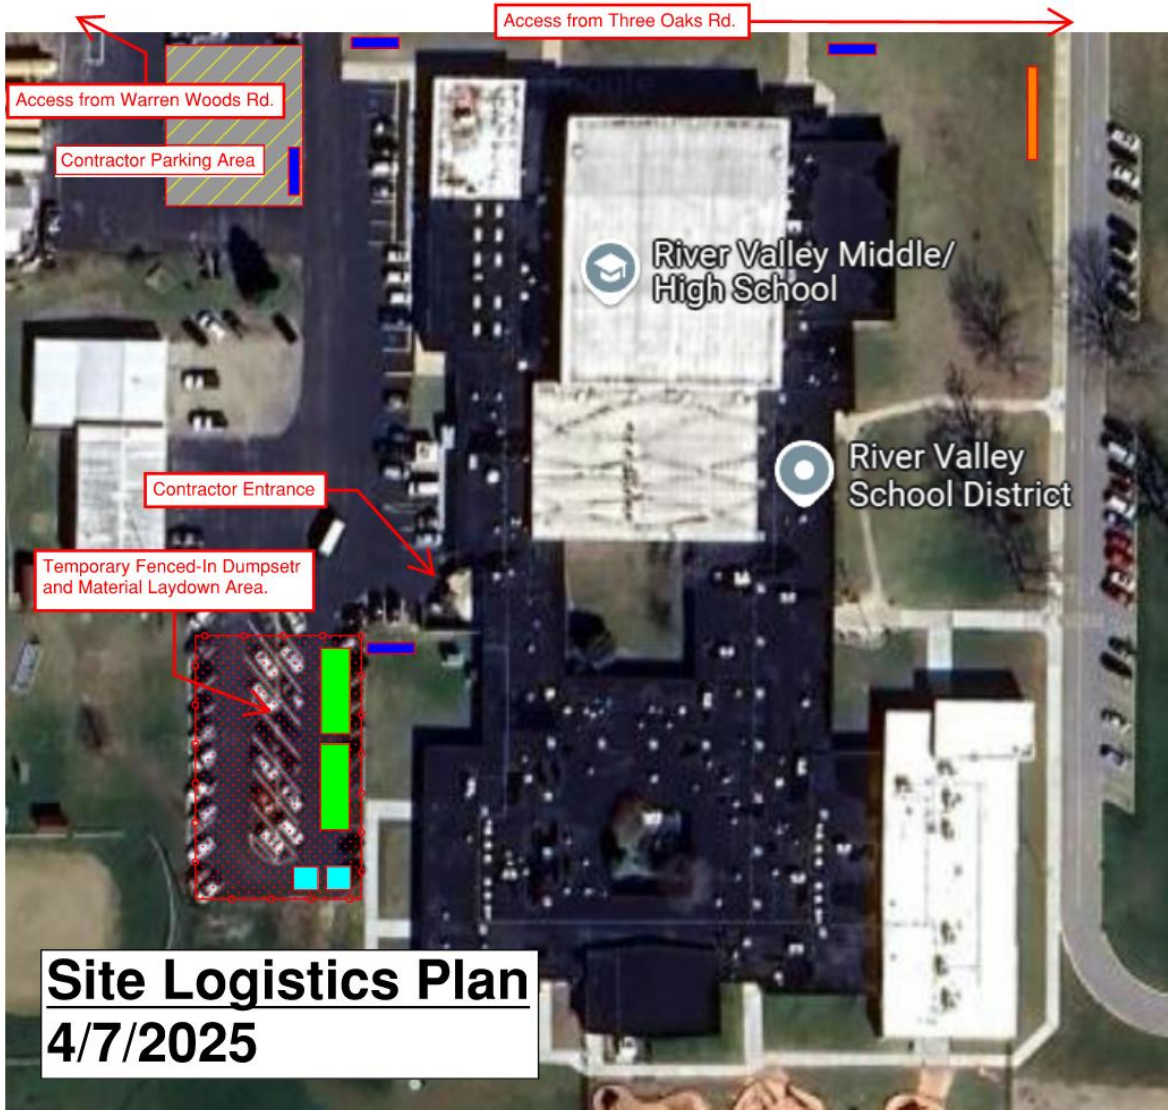 Access from Three Oaks Rd.
Access from Warren Woods Rd.
Contractor Parking Area
River Valley Middle/
High School
River Valley
School District
Contractor Entrance
Temporary Fenced-In Dumpsetr
and Material Laydown Area.
Site Logistics Plan
4/7/2025